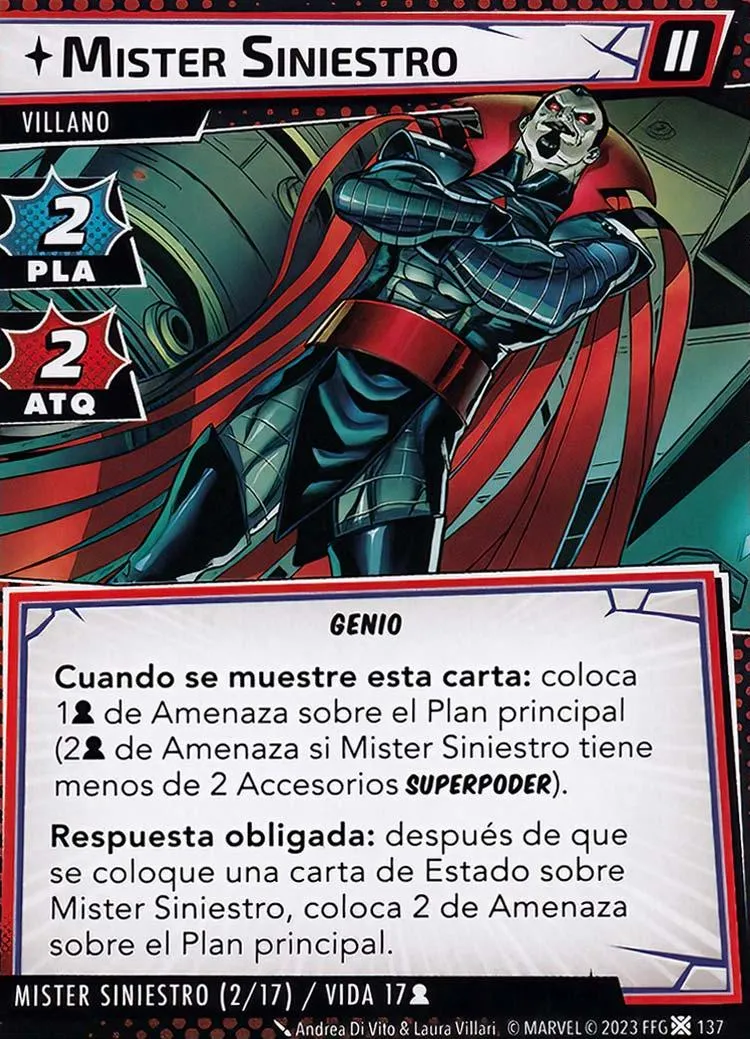 MISTER SINIESTRO
II
VILLANO
2
PLA
2
ATQ
GENIO
Cuando se muestre esta carta: coloca
1 de Amenaza sobre el Plan principal
(2 de Amenaza si Mister Siniestro tiene
menos de 2 Accesorios SUPERPODER).
Respuesta obligada: después de que
se coloque una carta de Estado sobre
Mister Siniestro, coloca 2 de Amenaza
sobre el Plan principal.
MISTER SINIESTRO (2/17) / VIDA 17
Andrea Di Vito & Laura Villari © MARVEL © 2023 FFG 137